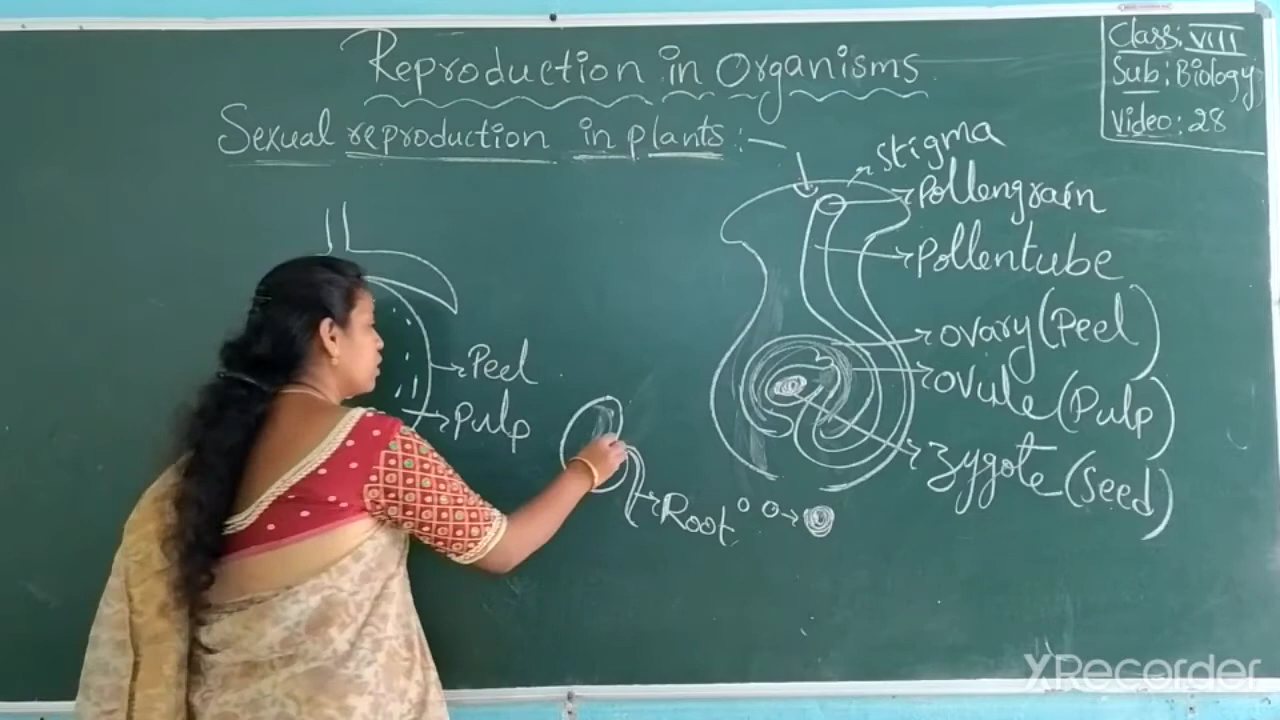 Reproduction in Organisms
Class: VIII
Sub: Biology
Video: 28
Sexual reproduction in plants:-
Stigma
Pollengrain
Pollentube
Ovary (Peel)
Ovule (Pulp)
Zygote (Seed)
Peel
Pulp
Root
XRecorder